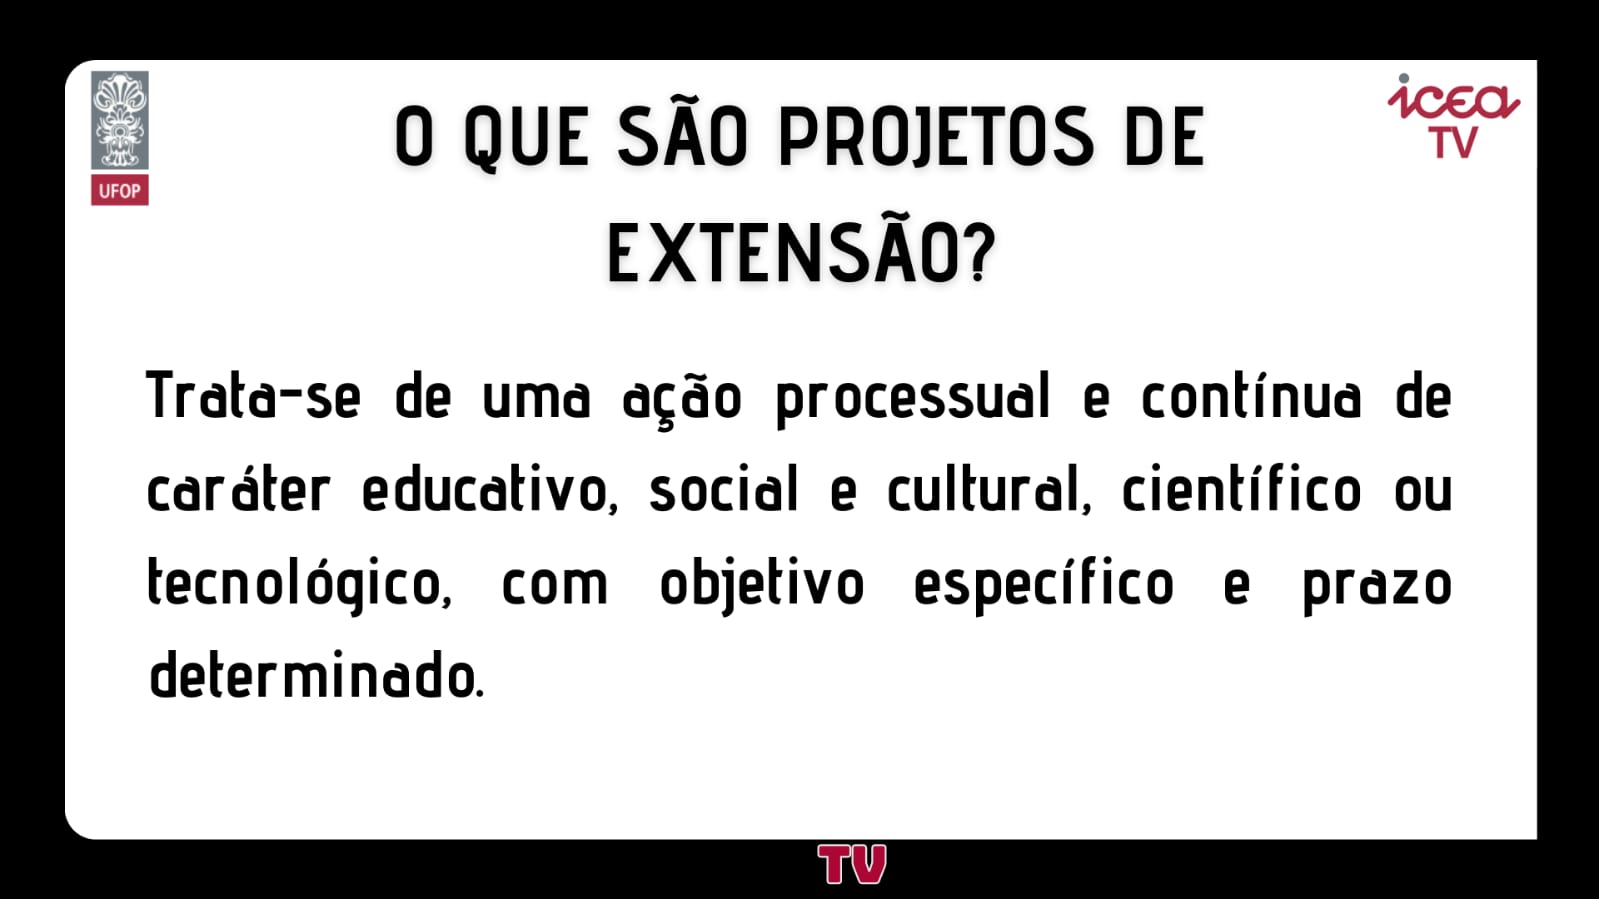 UFOP
icea
TV
O QUE SÃO PROJETOS DE
EXTENSÃO?
Trata-se de uma ação processual e contínua de
caráter educativo, social e cultural, científico ou
tecnológico, com objetivo específico e prazo
determinado.
TV